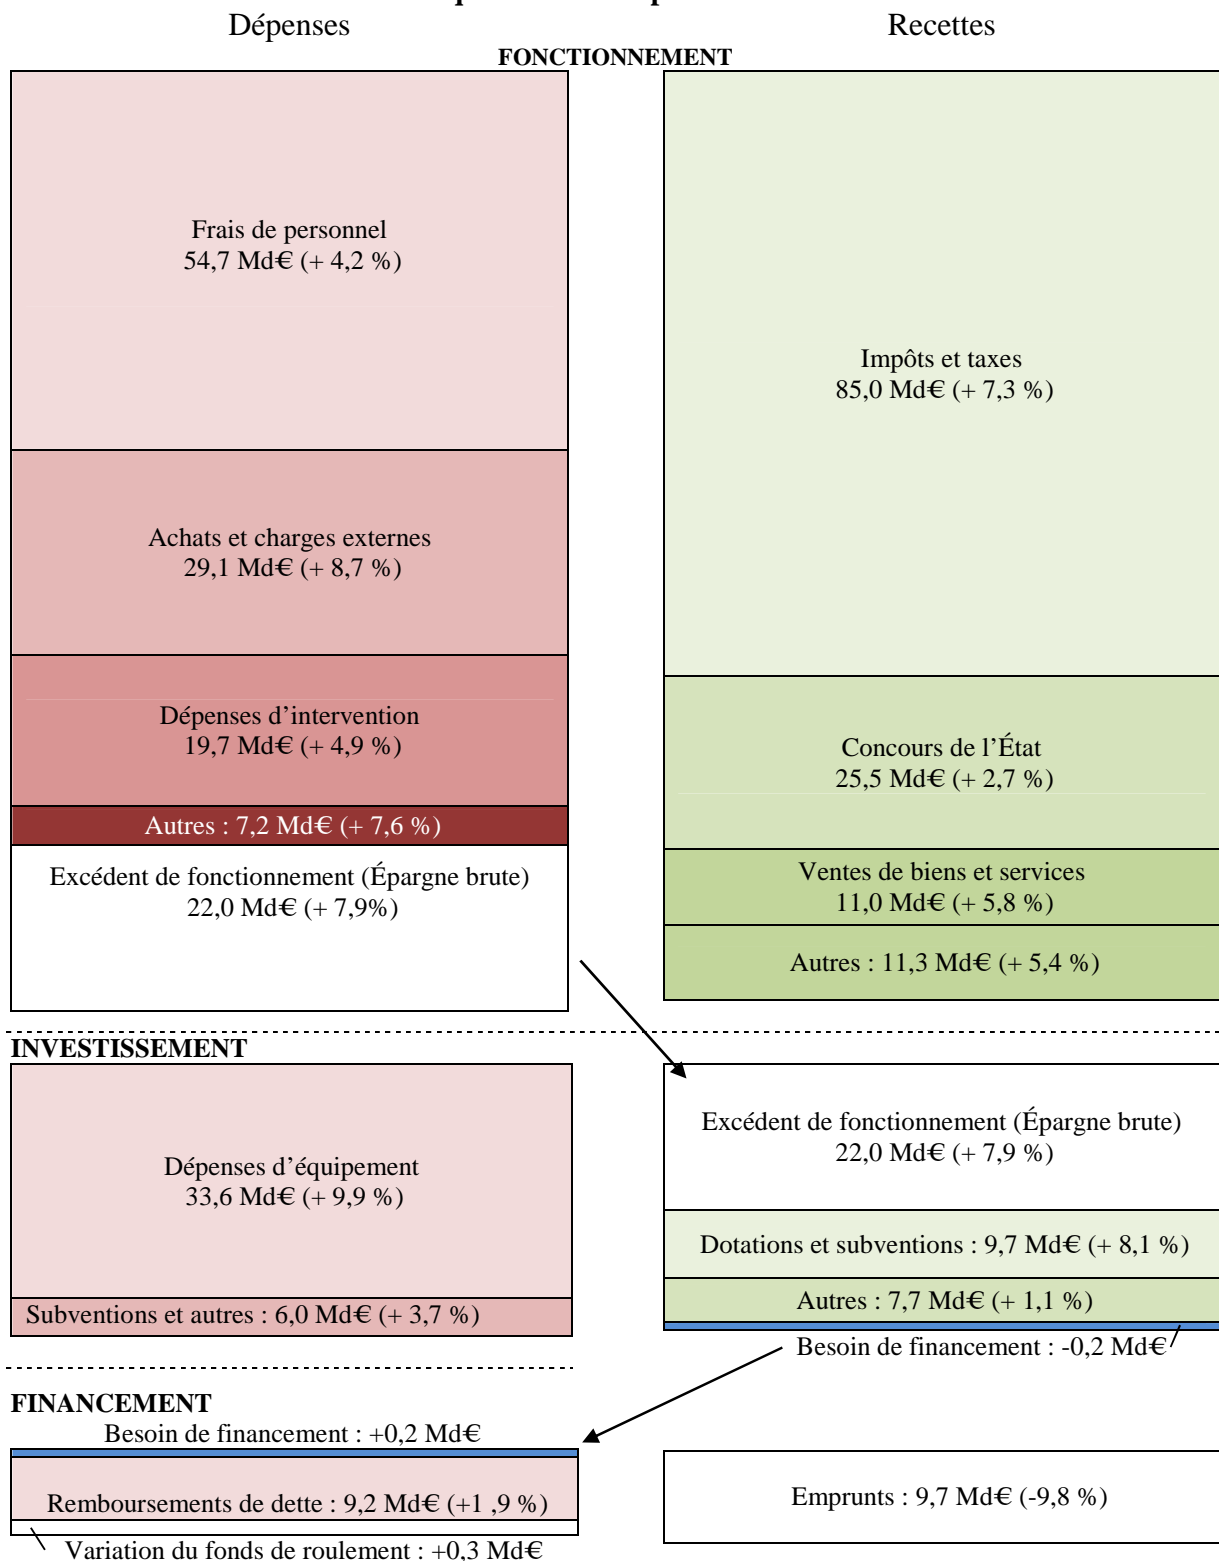 Dépenses
Recettes
FONCTIONNEMENT
Frais de personnel
54,7 Md€ (+ 4,2 %)
Achats et charges externes
29,1 Md€ (+ 8,7 %)
Dépenses d’intervention
19,7 Md€ (+ 4,9 %)
Autres : 7,2 Md€ (+ 7,6 %)
Excédent de fonctionnement (Épargne brute)
22,0 Md€ (+ 7,9%)
Impôts et taxes
85,0 Md€ (+ 7,3 %)
Concours de l’État
25,5 Md€ (+ 2,7 %)
Ventes de biens et services
11,0 Md€ (+ 5,8 %)
Autres : 11,3 Md€ (+ 5,4 %)
INVESTISSEMENT
Dépenses d’équipement
33,6 Md€ (+ 9,9 %)
Subventions et autres : 6,0 Md€ (+ 3,7 %)
Excédent de fonctionnement (Épargne brute)
22,0 Md€ (+ 7,9 %)
Dotations et subventions : 9,7 Md€ (+ 8,1 %)
Autres : 7,7 Md€ (+ 1,1 %)
Besoin de financement : -0,2 Md€
FINANCEMENT
Besoin de financement : +0,2 Md€
Remboursements de dette : 9,2 Md€ (+1 ,9 %)
Variation du fonds de roulement : +0,3 Md€
Emprunts : 9,7 Md€ (-9,8 %)